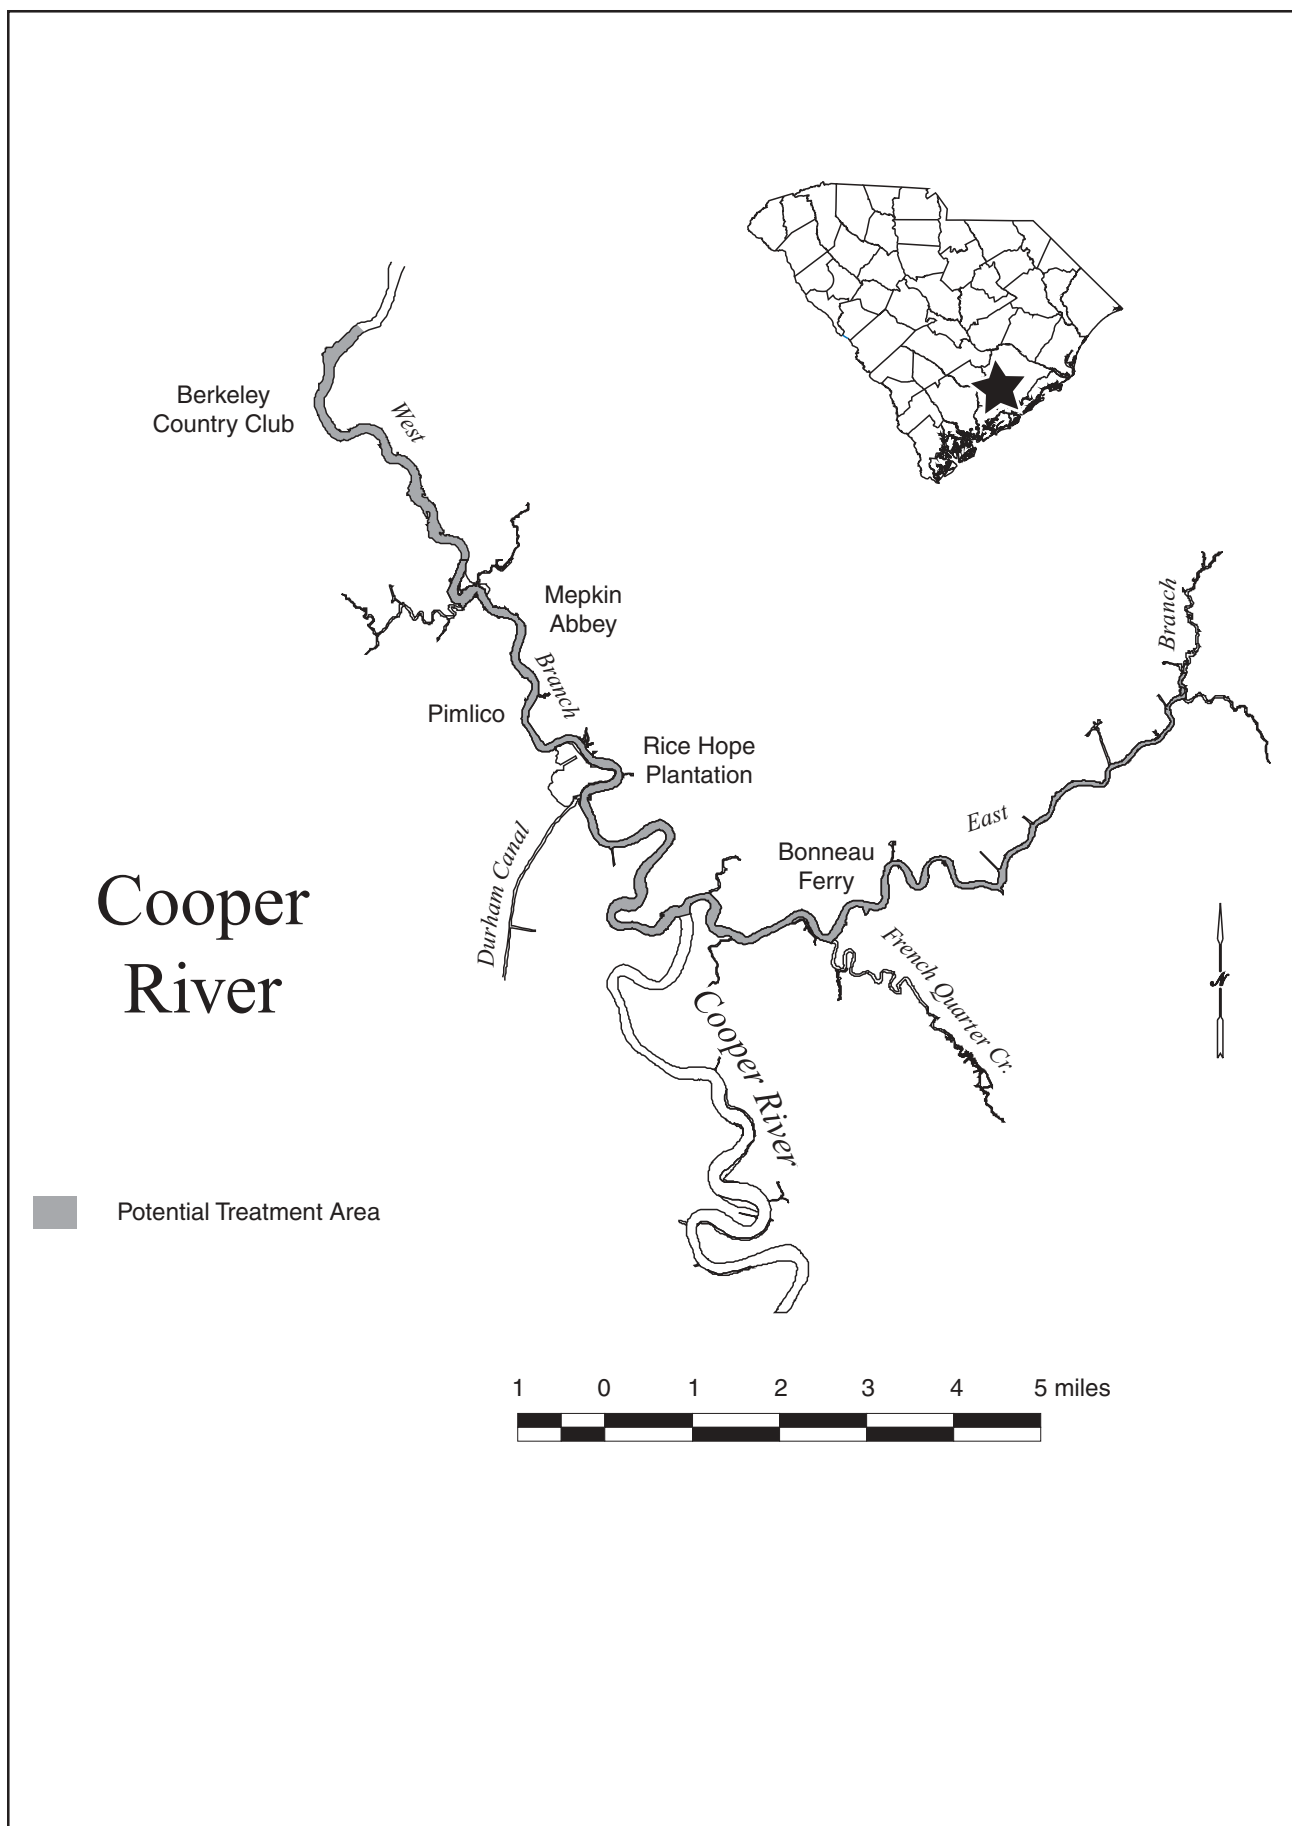 Berkeley
Country Club
West
Mepkin
Abbey
Branch
Pimlico
Branch
Rice Hope
Plantation
East
Durham Canal
Bonneau
Ferry
Cooper
River
French Quarter Cr.
N
Cooper River
Potential Treatment Area
1 0 1 2 3 4 5 miles